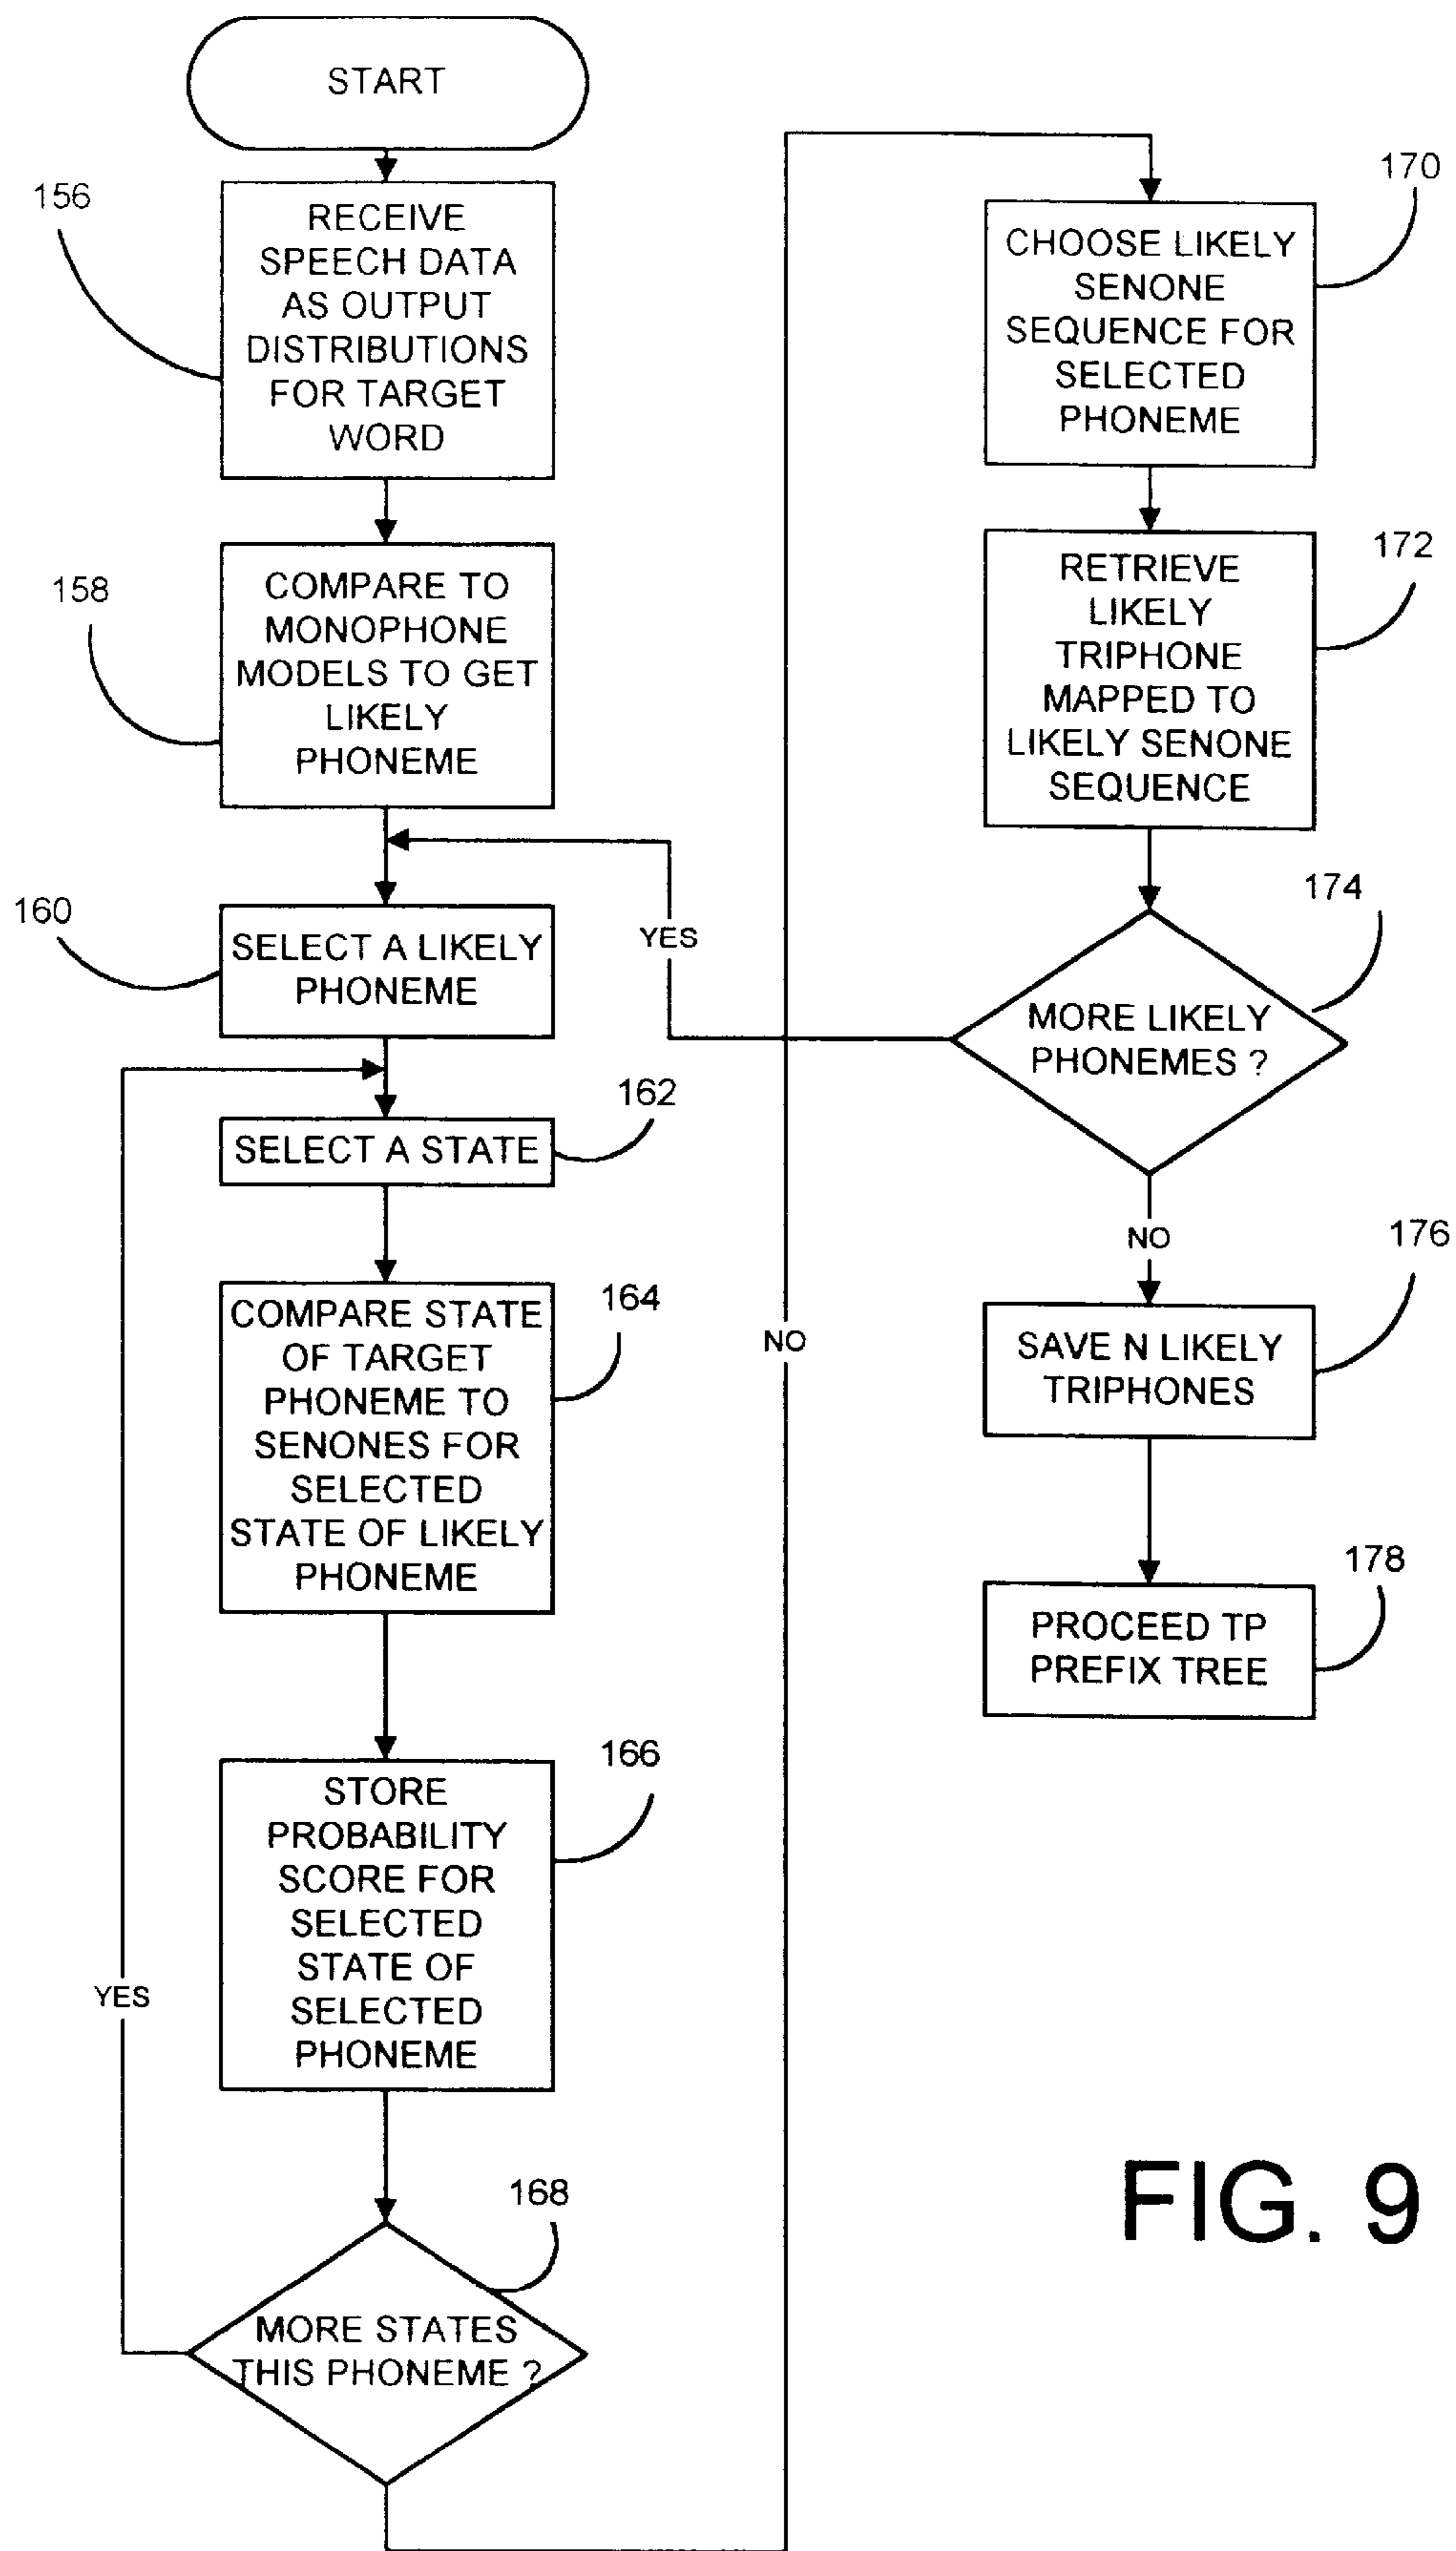 START
156
RECEIVE
SPEECH DATA
AS OUTPUT
DISTRIBUTIONS
FOR TARGET
WORD
158
COMPARE TO
MONOPHONE
MODELS TO GET
LIKELY
PHONEME
160
SELECT A LIKELY
PHONEME
YES
162
SELECT A STATE
164
COMPARE STATE
OF TARGET
PHONEME TO
SENONES FOR
SELECTED
STATE OF LIKELY
PHONEME
166
STORE
PROBABILITY
SCORE FOR
SELECTED
STATE OF
SELECTED
PHONEME
YES
168
MORE STATES
THIS PHONEME ?
NO
170
CHOOSE LIKELY
SENONE
SEQUENCE FOR
SELECTED
PHONEME
172
RETRIEVE
LIKELY
TRIPHONE
MAPPED TO
LIKELY SENONE
SEQUENCE
174
MORE LIKELY
PHONEMES ?
NO
176
SAVE N LIKELY
TRIPHONES
178
PROCEED TP
PREFIX TREE
FIG. 9